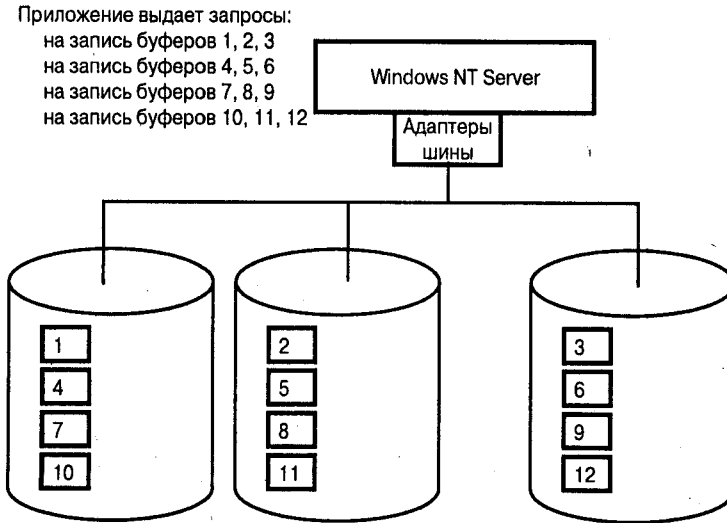 Приложение выдает запросы:
на запись буферов 1, 2, 3
на запись буферов 4, 5, 6
на запись буферов 7, 8, 9
на запись буферов 10, 11, 12
Windows NT Server
Адаптеры
шины
1
4
7
10
2
5
8
11
3
6
9
12